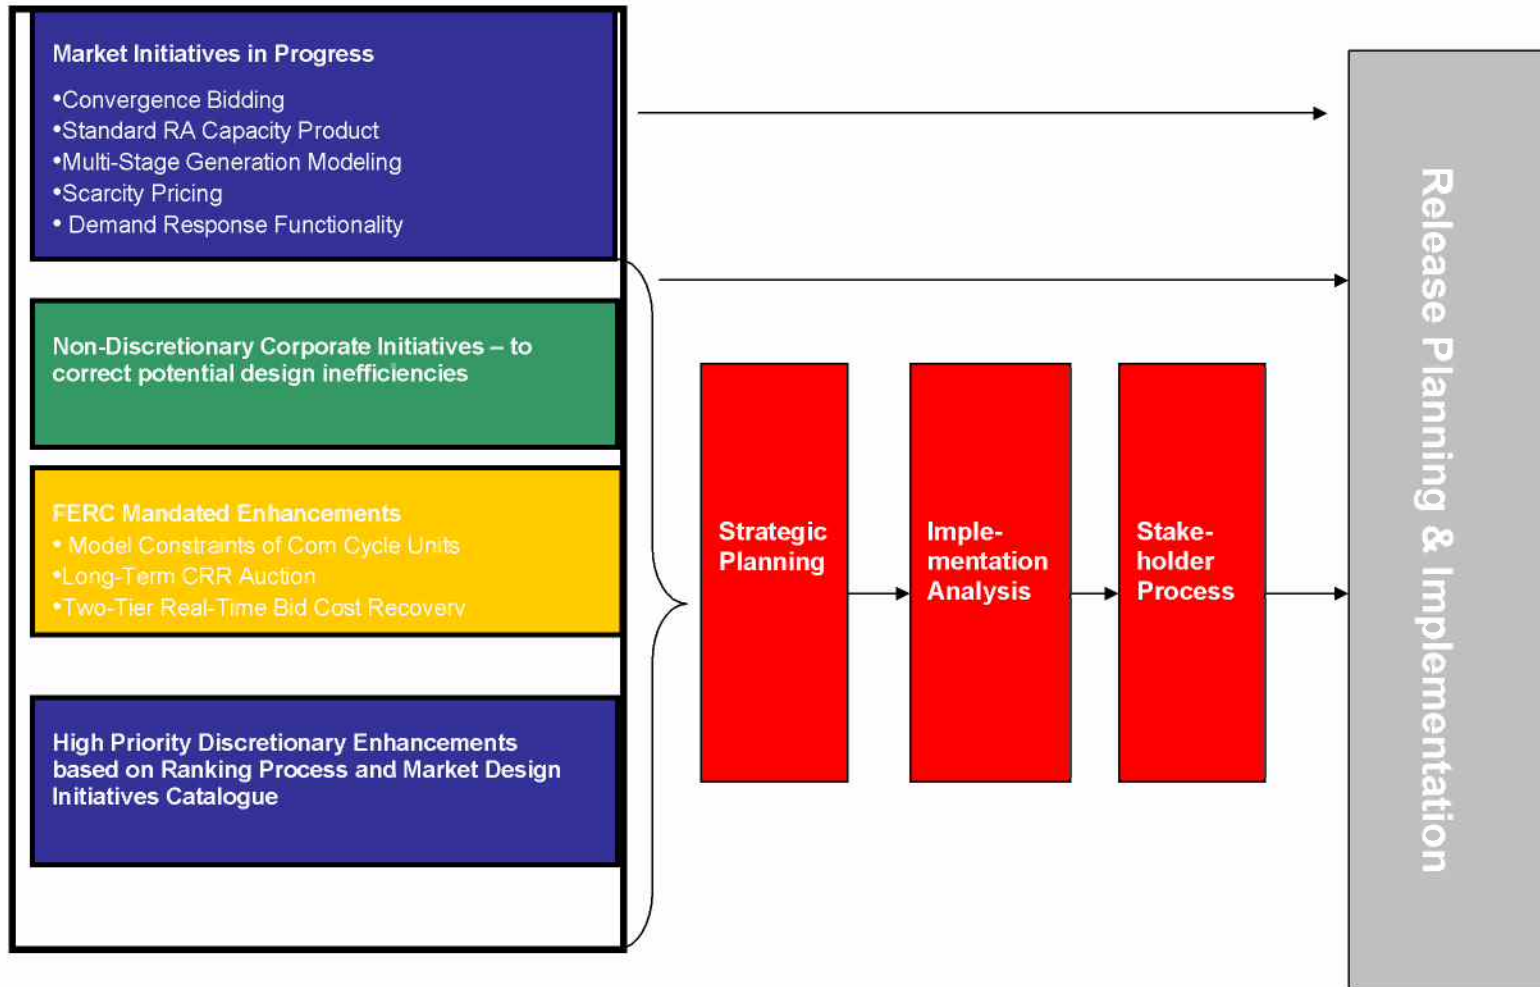 Market Initiatives in Progress
•Convergence Bidding
•Standard RA Capacity Product
•Multi-Stage Generation Modeling
•Scarcity Pricing
• Demand Response Functionality
Non-Discretionary Corporate Initiatives – to
correct potential design inefficiencies
FERC Mandated Enhancements
• Model Constraints of Com Cycle Units
•Long-Term CRR Auction
•Two-Tier Real-Time Bid Cost Recovery
High Priority Discretionary Enhancements
based on Ranking Process and Market Design
Initiatives Catalogue
Strategic
Planning
Imple-
mentation
Analysis
Stake-
holder
Process
Release Planning & Implementation